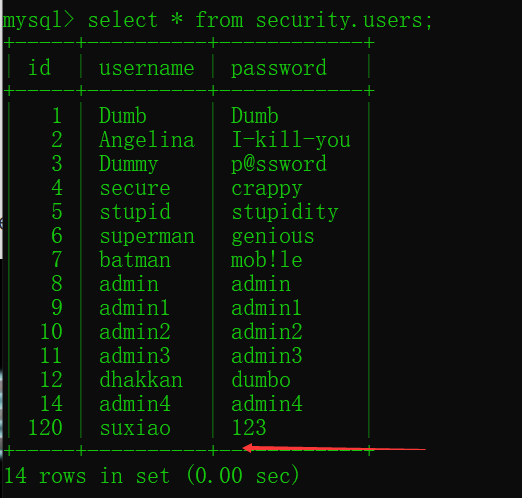 mysql> select * from security.users;
+-----+----------+------------+
| id | username | password |
+-----+----------+------------+
| 1 | Dumb | Dumb |
| 2 | Angelina | I-kill-you |
| 3 | Dummy | p@ssword |
| 4 | secure | crappy |
| 5 | stupid | stupidity |
| 6 | superman | genious |
| 7 | batman | mob!le |
| 8 | admin | admin |
| 9 | admin1 | admin1 |
| 10 | admin2 | admin2 |
| 11 | admin3 | admin3 |
| 12 | dhakkan | dumbo |
| 14 | admin4 | admin4 |
| 120 | suxiao | 123 |
+-----+----------+------------+
14 rows in set (0.00 sec)